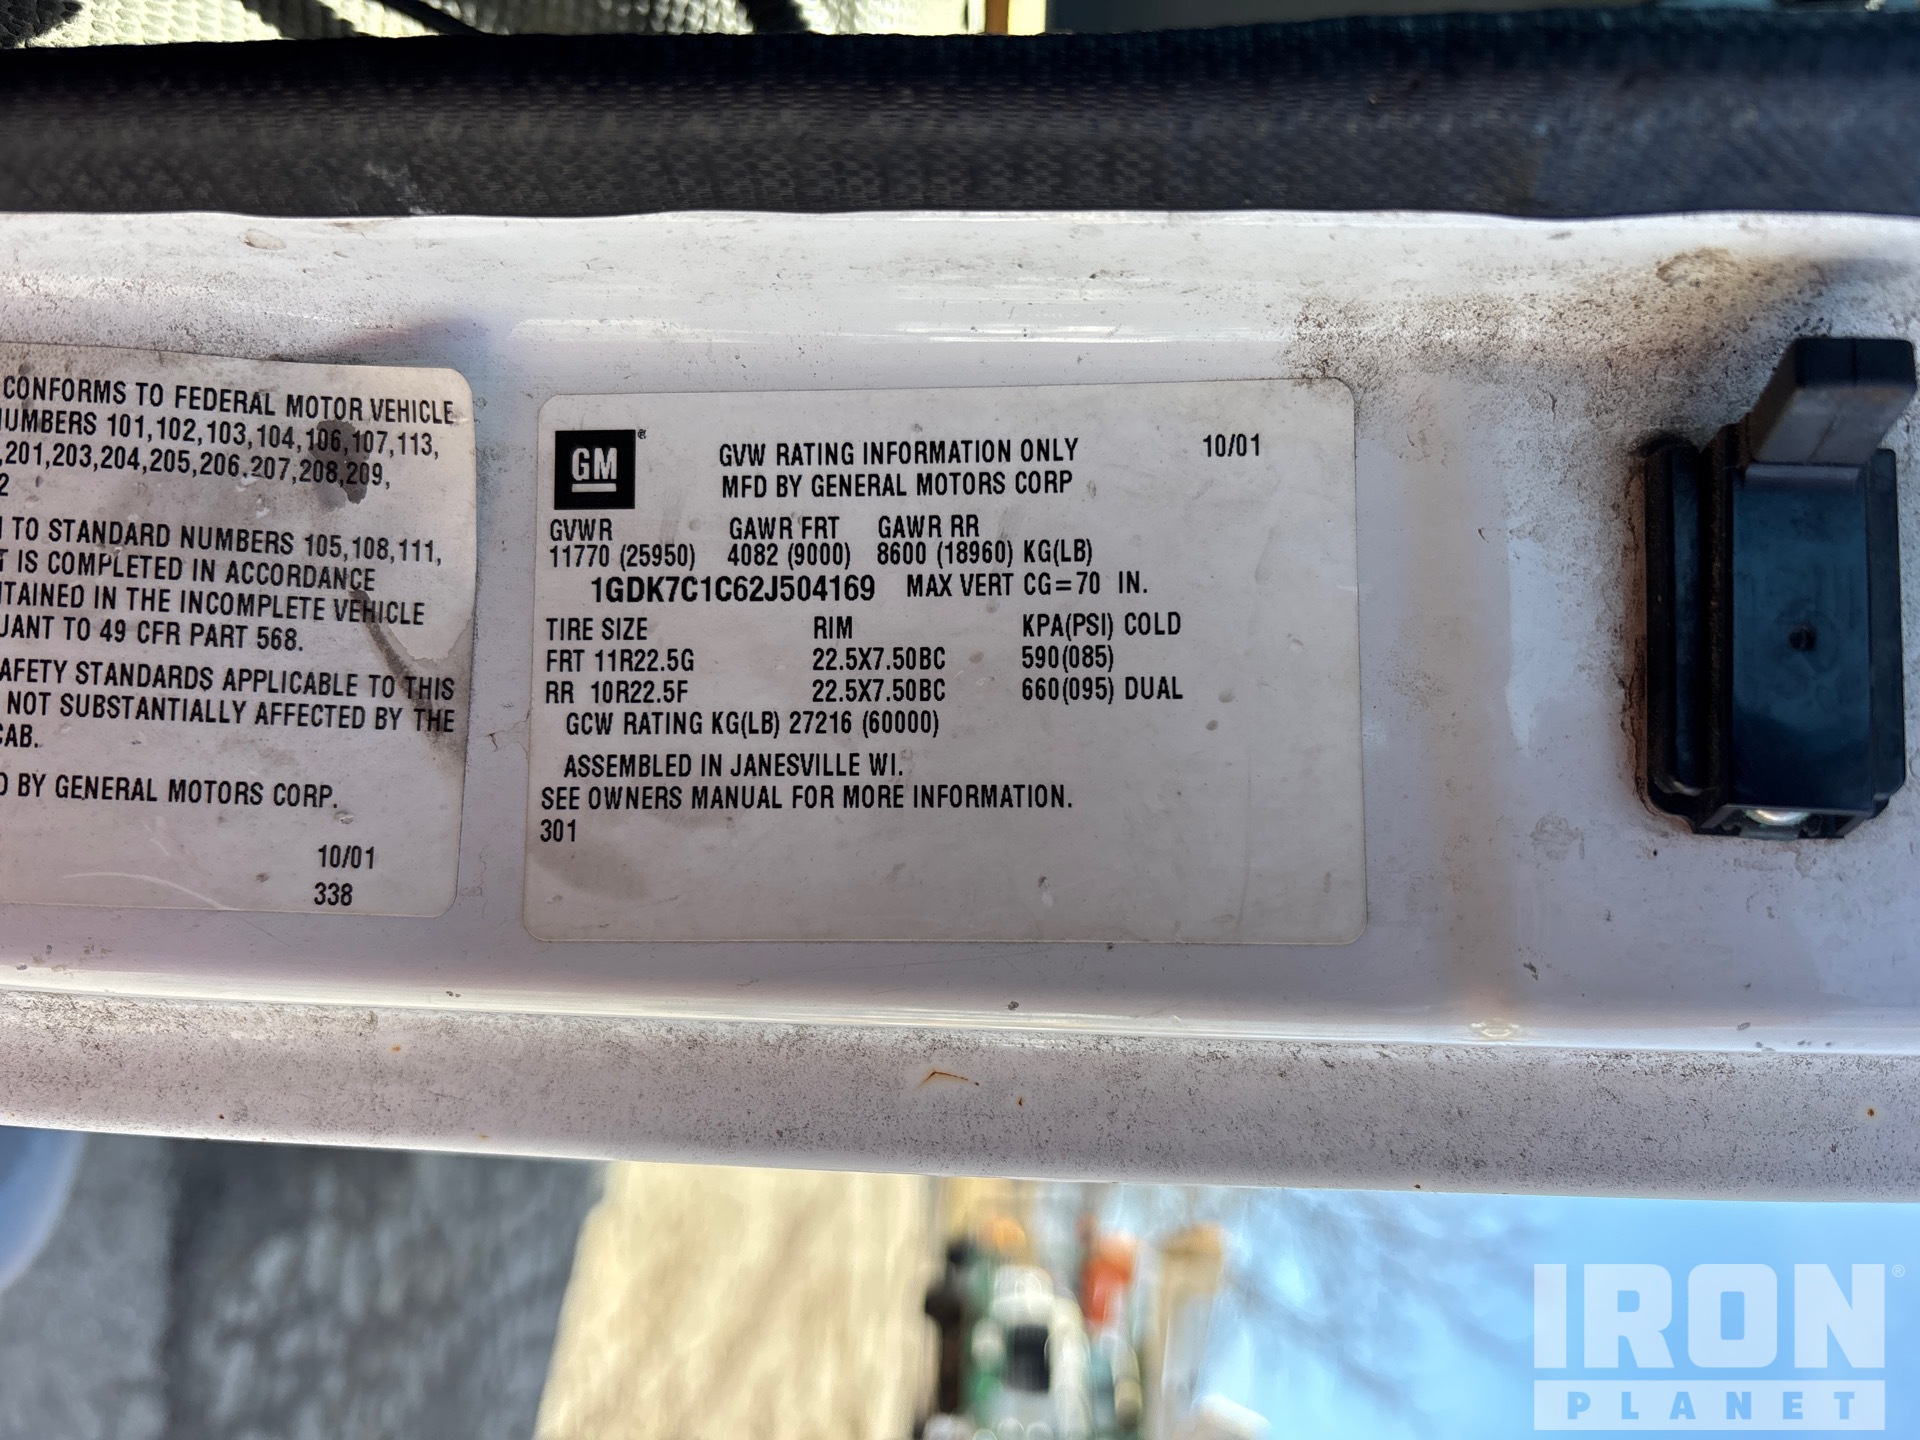 CONFORMS TO FEDERAL MOTOR VEHICLE
NUMBERS 101,102,103,104,106,107,113,
,201,203,204,205,206.207,208,209,
2
TO STANDARD NUMBERS 105,108,111,
IS COMPLETED IN ACCORDANCE
TAINED IN THE INCOMPLETE VEHICLE
UANT TO 49 CFR PART 568.
AFETY STANDARDS APPLICABLE TO THIS
NOT SUBSTANTIALLY AFFECTED BY THE
CAB.
D BY GENERAL MOTORS CORP.
10/01
338
GM®
GVW RATING INFORMATION ONLY 10/01
MFD BY GENERAL MOTORS CORP
GVWR GAWR FRT GAWR RR
11770 (25950) 4082 (9000) 8600 (18960) KG(LB)
1GDK7C1C62J504169 MAX VERT CG=70 IN.
TIRE SIZE RIM KPA(PSI) COLD
FRT 11R22.5G 22.5X7.50BC 590(085)
RR 10R22.5F 22.5X7.50BC 660(095) DUAL
GCW RATING KG(LB) 27216 (60000)
ASSEMBLED IN JANESVILLE WI.
SEE OWNERS MANUAL FOR MORE INFORMATION.
301
IRON®
PLANET